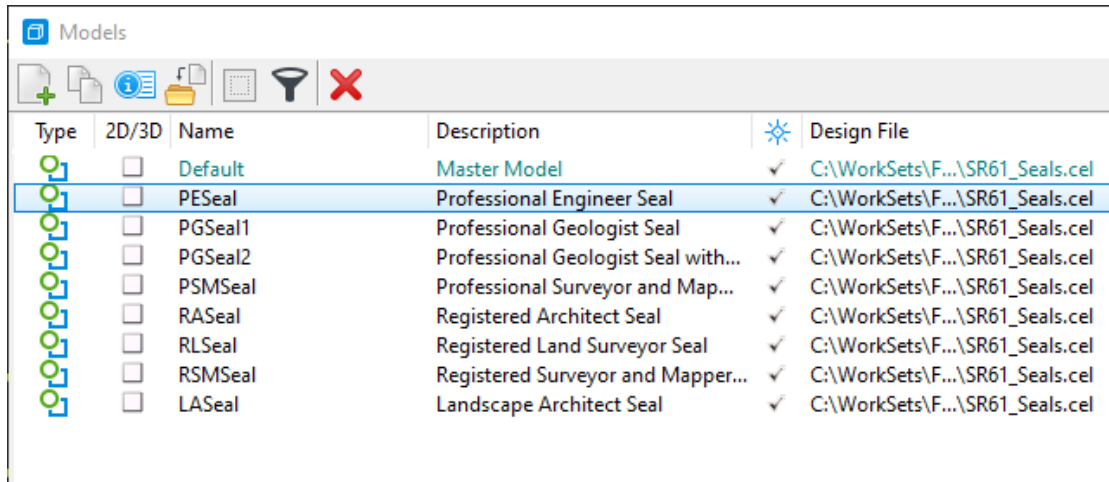 Models
Type 2D/3D Name Description Design File
Default Master Model C:\WorkSets\F...\SR61_Seals.cel
PESeal Professional Engineer Seal C:\WorkSets\F...\SR61_Seals.cel
PGSeal1 Professional Geologist Seal C:\WorkSets\F...\SR61_Seals.cel
PGSeal2 Professional Geologist Seal with... C:\WorkSets\F...\SR61_Seals.cel
PSMSeal Professional Surveyor and Map... C:\WorkSets\F...\SR61_Seals.cel
RASeal Registered Architect Seal C:\WorkSets\F...\SR61_Seals.cel
RLSeal Registered Land Surveyor Seal C:\WorkSets\F...\SR61_Seals.cel
RSMSeal Registered Surveyor and Mapper... C:\WorkSets\F...\SR61_Seals.cel
LASeal Landscape Architect Seal C:\WorkSets\F...\SR61_Seals.cel